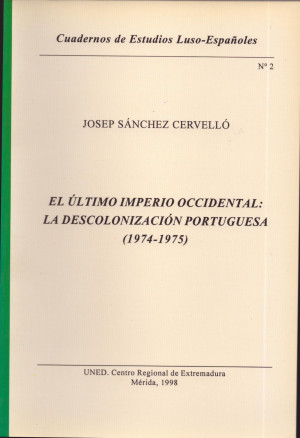 Cuadernos de Estudios Luso-Españoles
Nº 2
JOSEP SÁNCHEZ CERVELLÓ
EL ÚLTIMO IMPERIO OCCIDENTAL:
LA DESCOLONIZACIÓN PORTUGUESA
(1974-1975)
UNED. Centro Regional de Extremadura
Mérida, 1998